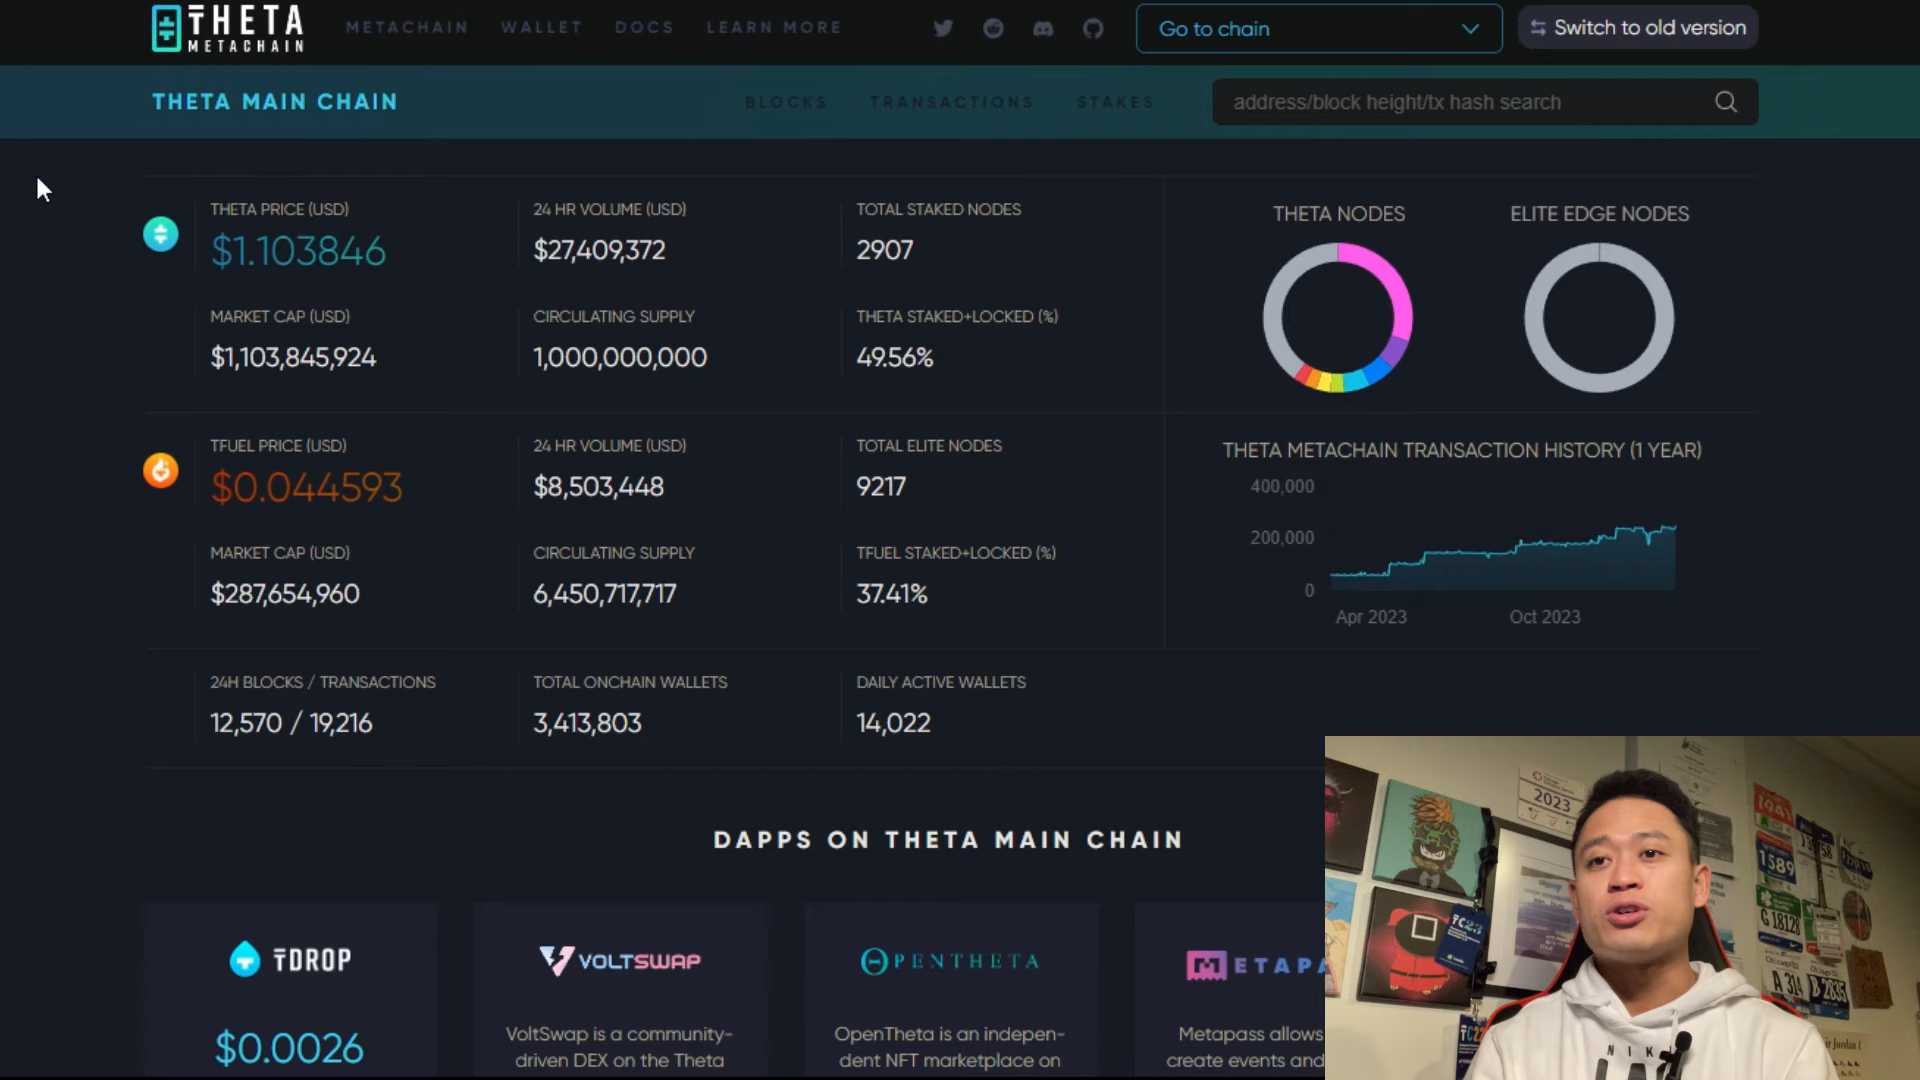 THETA
METACHAIN
METACHAIN WALLET DOCS LEARN MORE
Go to chain
Switch to old version
THETA MAIN CHAIN
BLOCKS TRANSACTIONS STAKES
address/block height/tx hash search
THETA PRICE (USD)
$1.103846
24 HR VOLUME (USD)
$27,409,372
TOTAL STAKED NODES
2907
MARKET CAP (USD)
$1,103,845,924
CIRCULATING SUPPLY
1,000,000,000
THETA STAKED+LOCKED (%)
49.56%
THETA NODES
ELITE EDGE NODES
TFUEL PRICE (USD)
$0.044593
24 HR VOLUME (USD)
$8,503,448
TOTAL ELITE NODES
9217
MARKET CAP (USD)
$287,654,960
CIRCULATING SUPPLY
6,450,717,717
TFUEL STAKED+LOCKED (%)
37.41%
THETA METACHAIN TRANSACTION HISTORY (1 YEAR)
400,000
200,000
0
Apr 2023
Oct 2023
24H BLOCKS / TRANSACTIONS
12,570 / 19,216
TOTAL ONCHAIN WALLETS
3,413,803
DAILY ACTIVE WALLETS
14,022
DAPPS ON THETA MAIN CHAIN
TDROP
$0.0026
VOLTSWAP
VoltSwap is a community-
driven DEX on the Theta
OPENTHETA
OpenTheta is an indepen-
dent NFT marketplace on
METAPA
Metapass allows
create events and
2023
1589
G 18128
A 314
B 2835
TC23
TC22
NIK